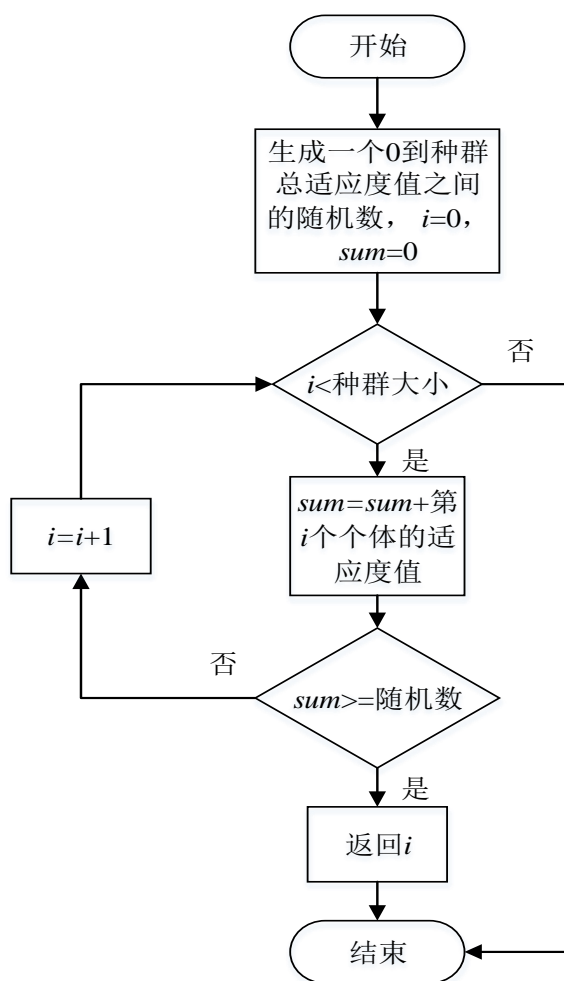 开始
生成一个0到种群
总适应度值之间
的随机数， i=0，
sum=0
i<种群大小
否
是
sum=sum+第
i个个体的适
应度值
i=i+1
否
sum>=随机数
是
返回i
结束